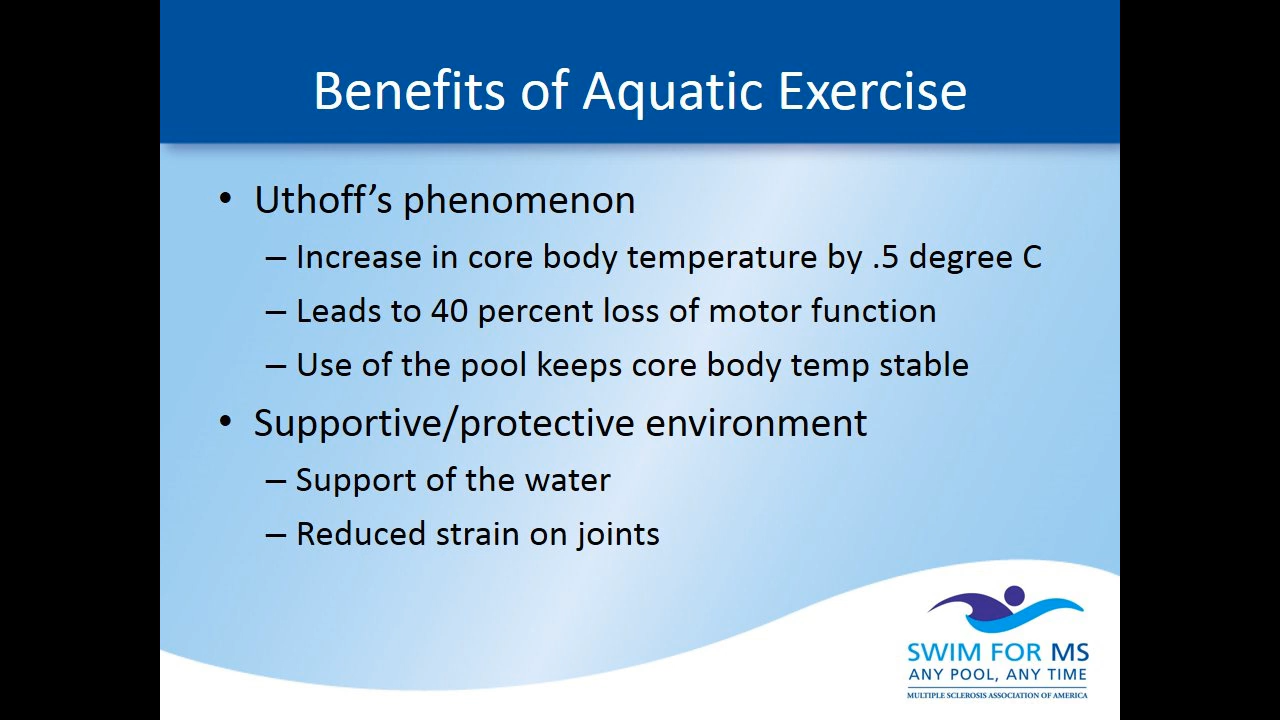 Benefits of Aquatic Exercise
• Uthoff’s phenomenon
– Increase in core body temperature by .5 degree C
– Leads to 40 percent loss of motor function
– Use of the pool keeps core body temp stable
• Supportive/protective environment
– Support of the water
– Reduced strain on joints
SWIM FOR MS
ANY POOL, ANY TIME
MULTIPLE SCLEROSIS ASSOCIATION OF AMERICA